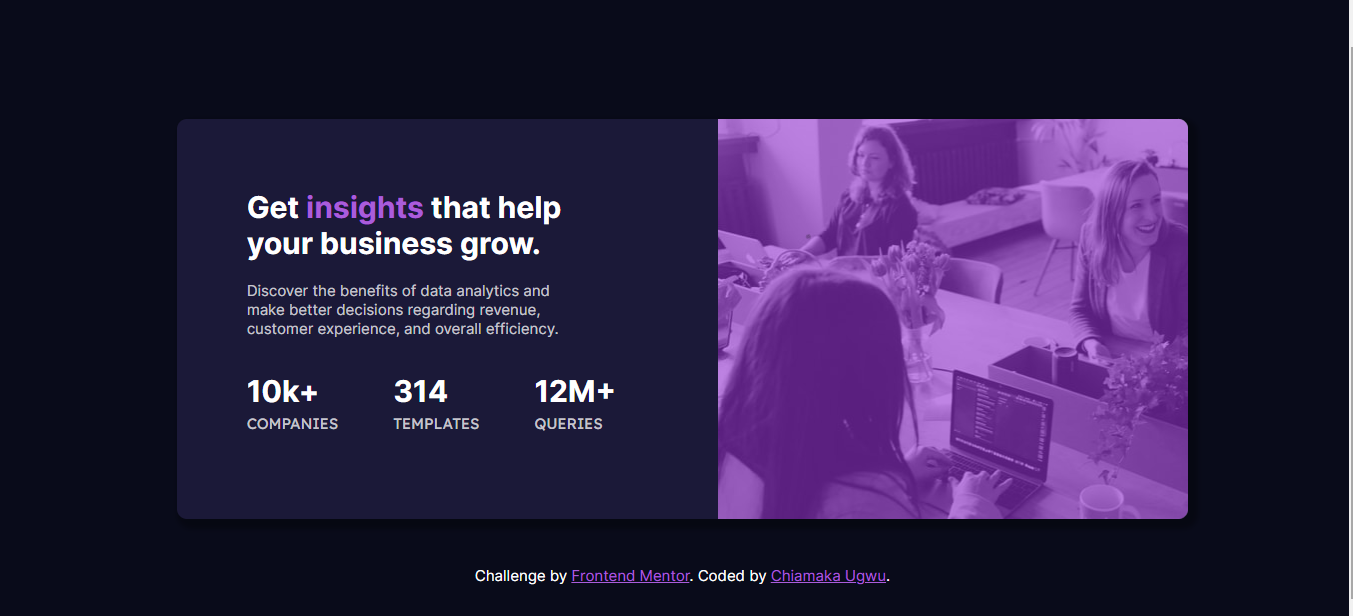 Get insights that help
your business grow.
Discover the benefits of data analytics and
make better decisions regarding revenue,
customer experience, and overall efficiency.
10k+ 314 12M+
COMPANIES TEMPLATES QUERIES
Challenge by Frontend Mentor. Coded by Chiamaka Ugwu.